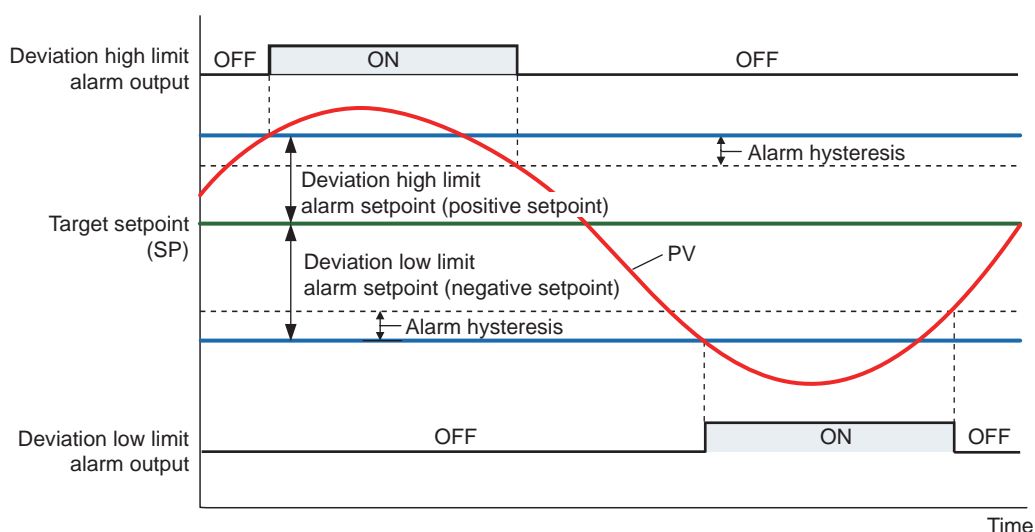 Deviation high limit
alarm output
OFF
ON
OFF
Alarm hysteresis
Deviation high limit
alarm setpoint (positive setpoint)
Target setpoint
(SP)
Deviation low limit
alarm setpoint (negative setpoint)
PV
Alarm hysteresis
Deviation low limit
alarm output
OFF
ON
OFF
Time